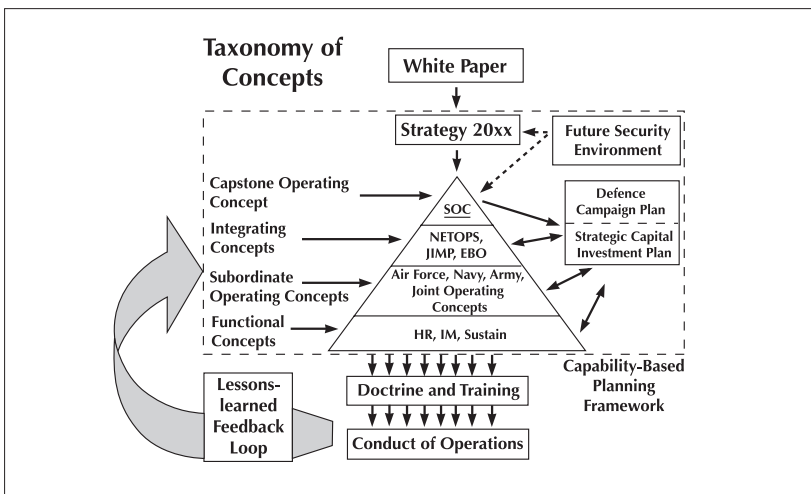 Taxonomy of
Concepts
White Paper
Strategy 20xx
Future Security
Environment
Capstone Operating
Concept
SOC
Defence
Campaign Plan
Integrating
Concepts
NETOPS,
JIMP, EBO
Strategic Capital
Investment Plan
Subordinate
Operating Concepts
Air Force, Navy, Army,
Joint Operating
Concepts
Functional
Concepts
HR, IM, Sustain
Capability-Based
Planning
Framework
Doctrine and Training
Lessons-
learned
Feedback
Loop
Conduct of Operations